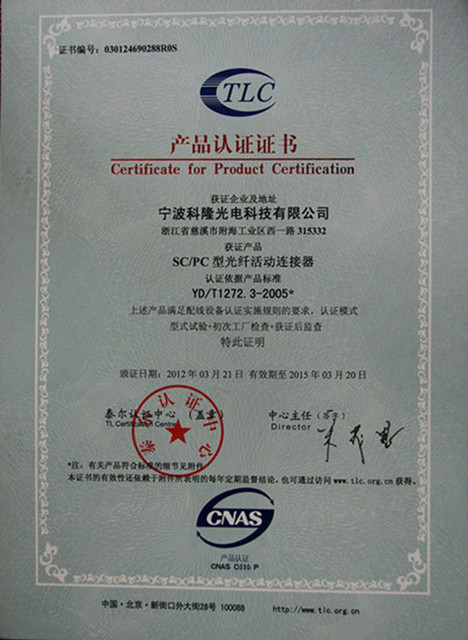 证书编号：030124690288R0S
TLC
产品认证证书
Certificate for Product Certification
获证企业及地址
宁波科隆光电科技有限公司
浙江省慈溪市附海工业区西一路 315332
获证产品
SC/PC 型光纤活动连接器
认证依据产品标准
YD/T1272.3-2005*
上述产品满足配线设备认证实施规则的要求，认证模式
型式试验+初次工厂检查+获证后监查
特此证明
颁证日期：2012 年 03 月 21 日 有效期至 2015 年 03 月 20 日
泰尔认证中心 （盖章） 中心主任（签字）
TL Certification Centre Director
*注：有关产品符合标准的细节见附件
本证书的有效性还依赖于附件所表明的每年定期监督结论，也可通过访问 www.tlc.org.cn 获得。
CNAS
产品认证
CNAS C030-P
中国·北京·新街口外大街28号 100088 http://www.tlc.org.cn